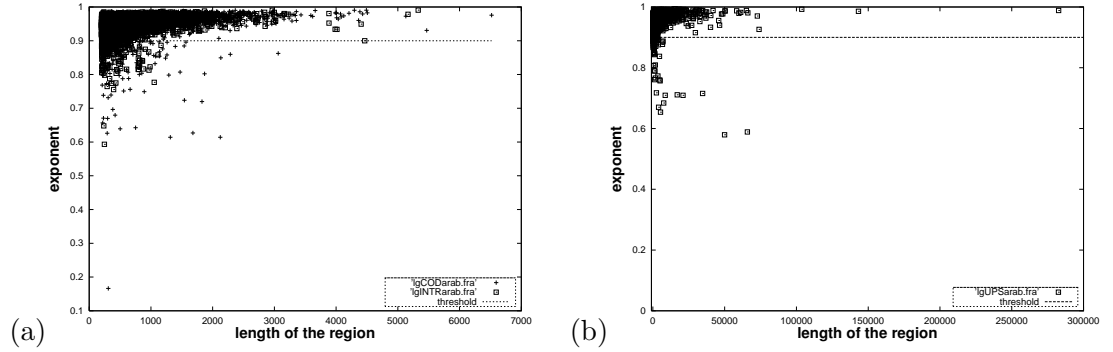 1
0.9
0.8
0.7
0.6
0.5
0.4
0.3
0.2
0.1
exponent
0 1000 2000 3000 4000 5000 6000 7000
length of the region
'lgCODarab.fra'
'lgINTRarab.fra'
threshold
(a)
1
0.8
0.6
0.4
0.2
0
exponent
0 50000 100000 150000 200000 250000 300000
length of the region
'lgUPSarab.fra'
threshold
(b)